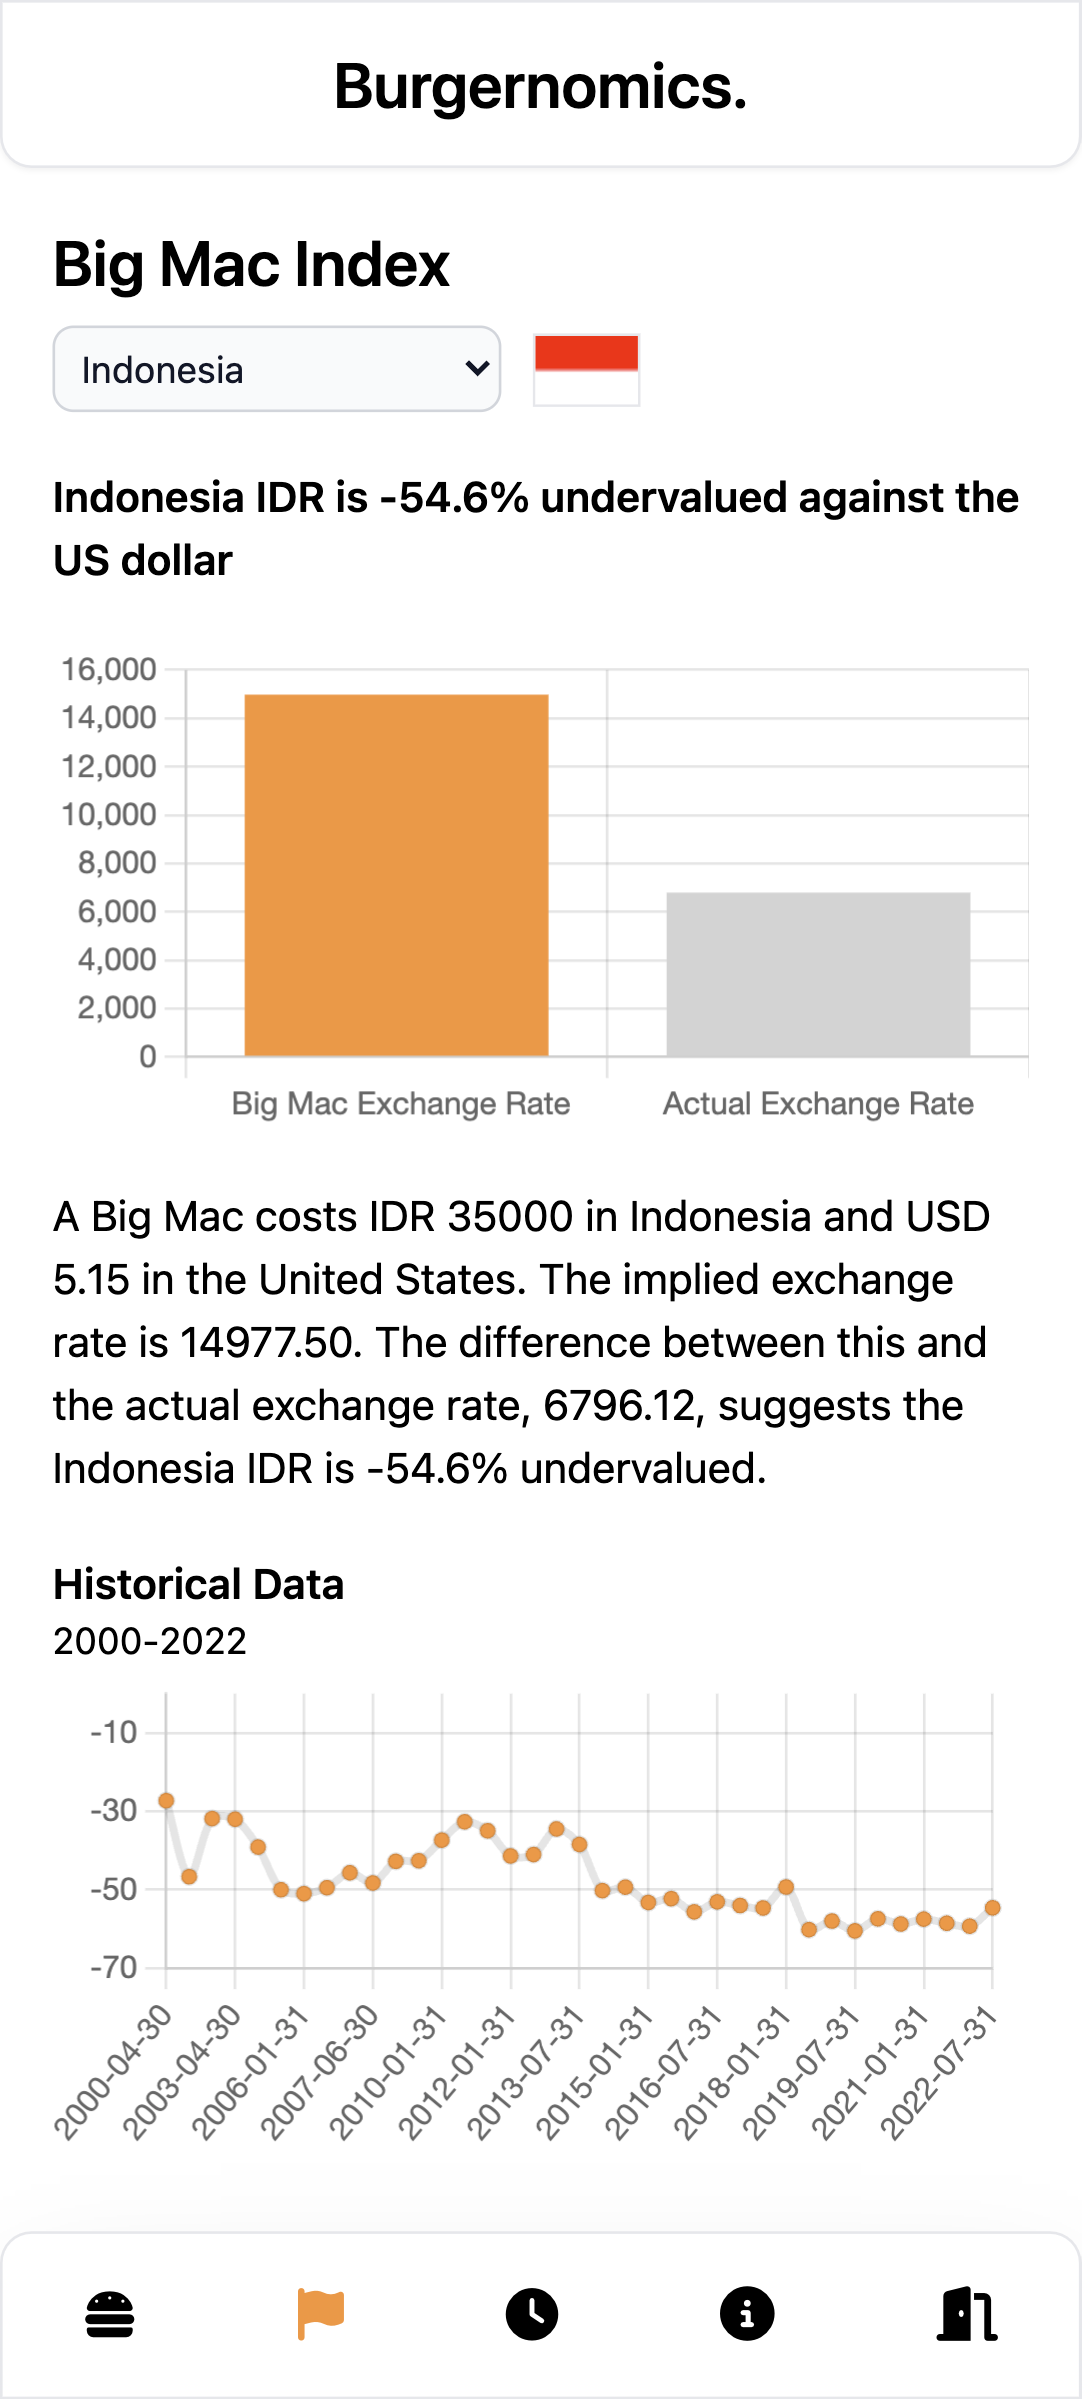 Burgernomics.
Big Mac Index
Indonesia
Indonesia IDR is -54.6% undervalued against the
US dollar
16,000
14,000
12,000
10,000
8,000
6,000
4,000
2,000
0
Big Mac Exchange Rate
Actual Exchange Rate
A Big Mac costs IDR 35000 in Indonesia and USD
5.15 in the United States. The implied exchange
rate is 14977.50. The difference between this and
the actual exchange rate, 6796.12, suggests the
Indonesia IDR is -54.6% undervalued.
Historical Data
2000-2022
-10
-30
-50
-70
2000-04-30
2003-04-30
2006-01-31
2007-06-30
2010-01-31
2012-01-31
2013-07-31
2015-01-31
2016-07-31
2018-01-31
2019-07-31
2021-01-31
2022-07-31